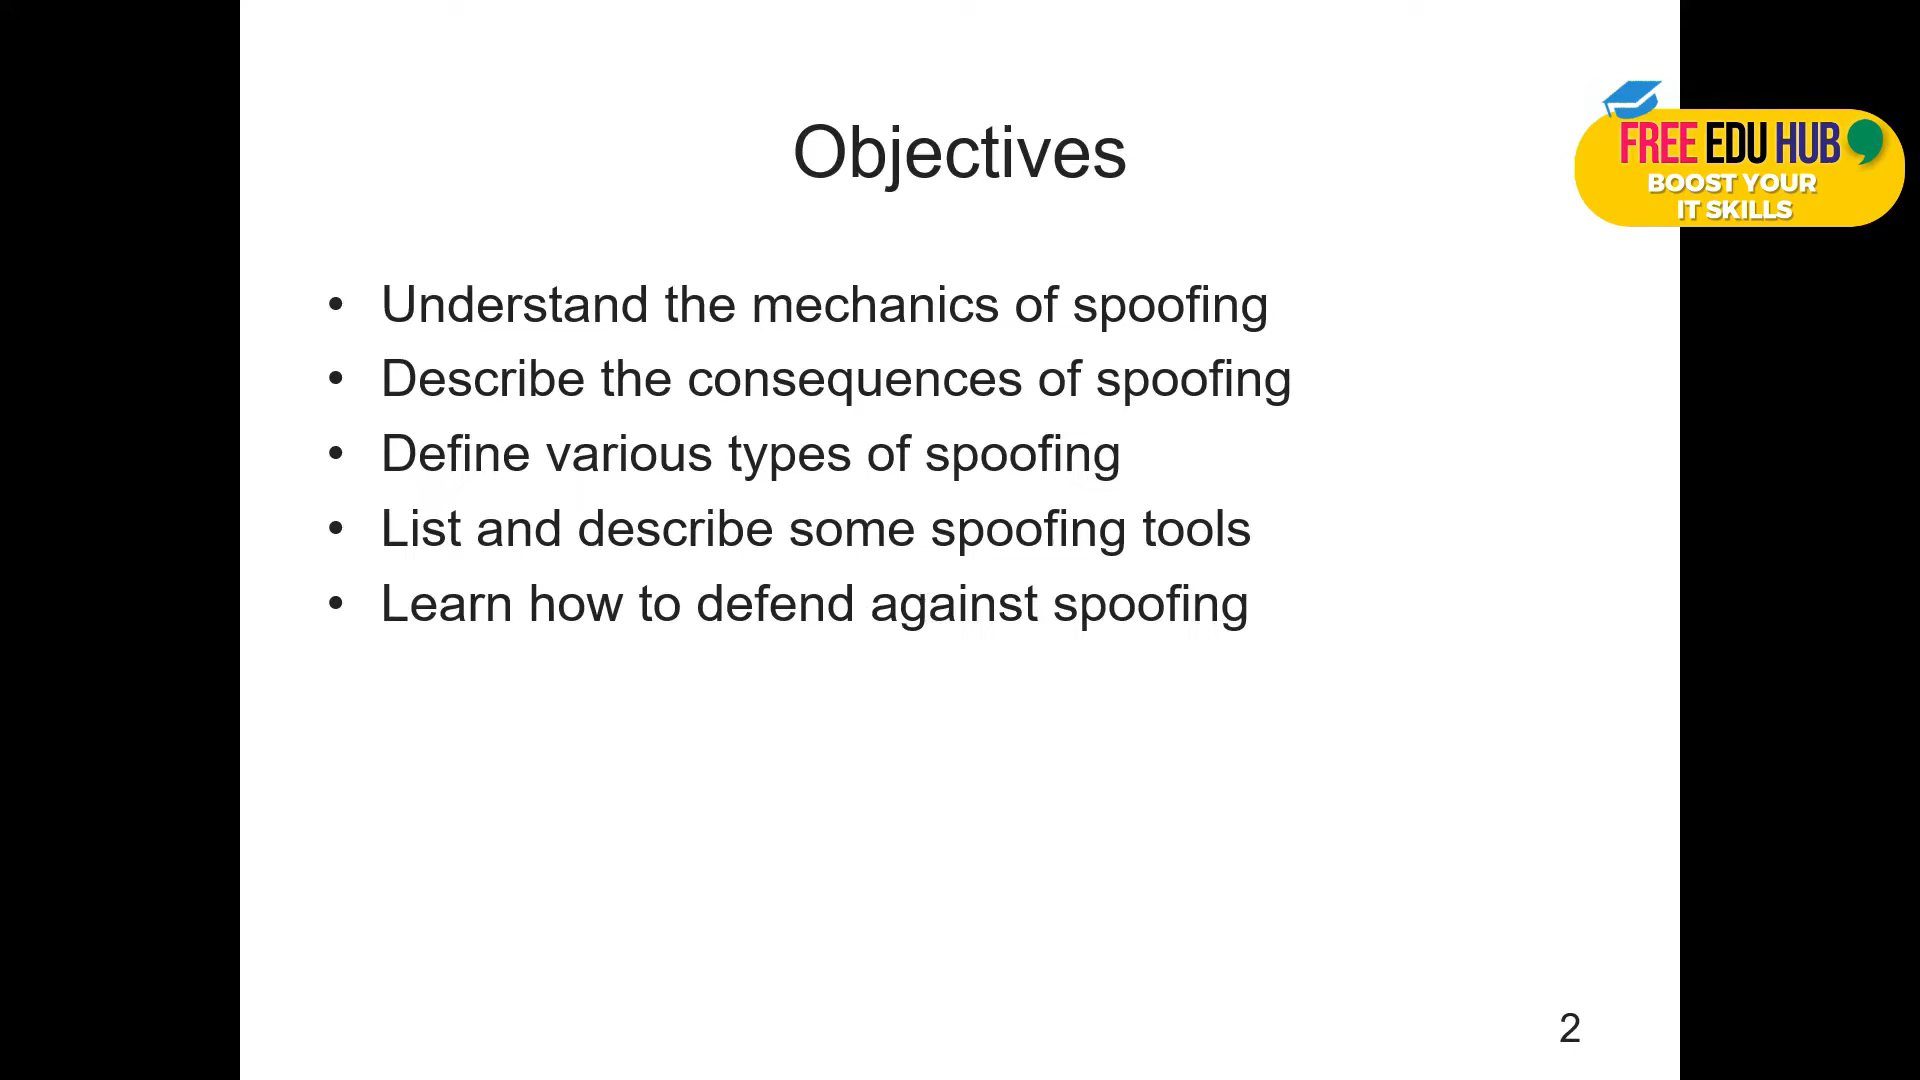 Objectives
FREE EDU HUB
BOOST YOUR
IT SKILLS
• Understand the mechanics of spoofing
• Describe the consequences of spoofing
• Define various types of spoofing
• List and describe some spoofing tools
• Learn how to defend against spoofing
2